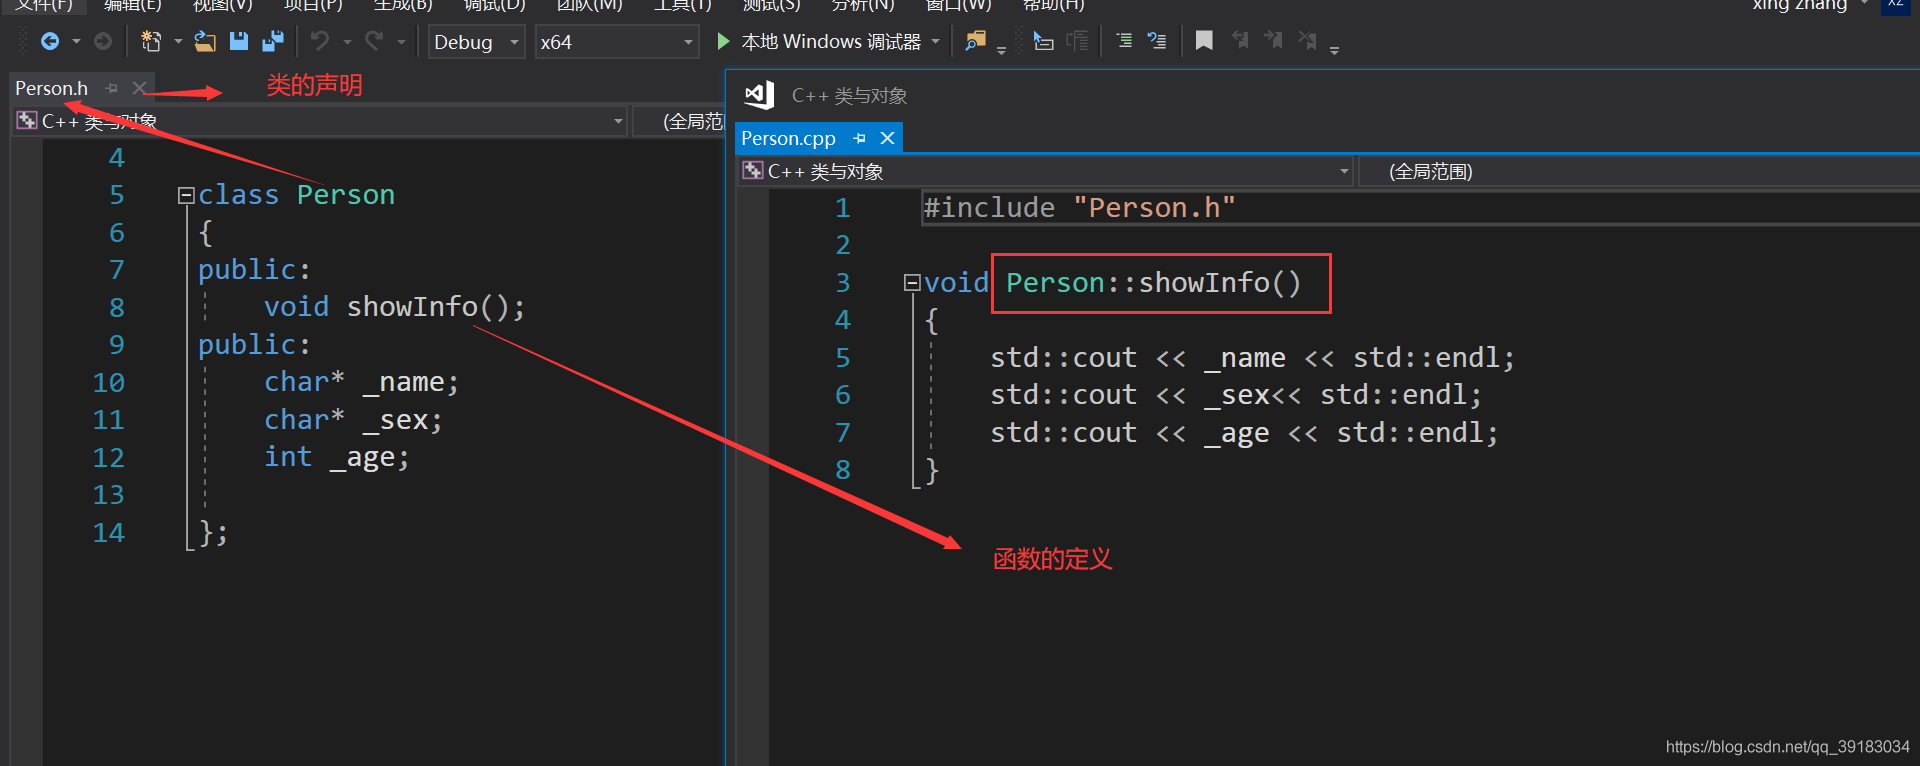 文件(F) 编辑(E) 视图(V) 项目(P) 生成(B) 调试(D) 团队(M) 工具(T) 测试(S) 分析(N) 窗口(W) 帮助(H) xing zhang XZ
Debug x64 本地 Windows 调试器
Person.h 类的声明
C++ 类与对象 (全局范
4
5 class Person
6 {
7 public:
8 void showInfo();
9 public:
10 char* _name;
11 char* _sex;
12 int _age;
13
14 };
C++ 类与对象
Person.cpp
C++ 类与对象 (全局范围)
1 #include "Person.h"
2
3 void Person::showInfo()
4 {
5 std::cout << _name << std::endl;
6 std::cout << _sex<< std::endl;
7 std::cout << _age << std::endl;
8 }
函数的定义
https://blog.csdn.net/qq_39183034